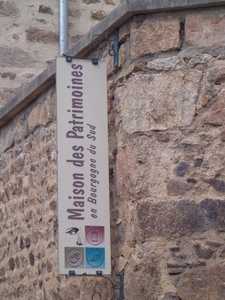 Maison des Patrimoines
en Bourgogne du Sud